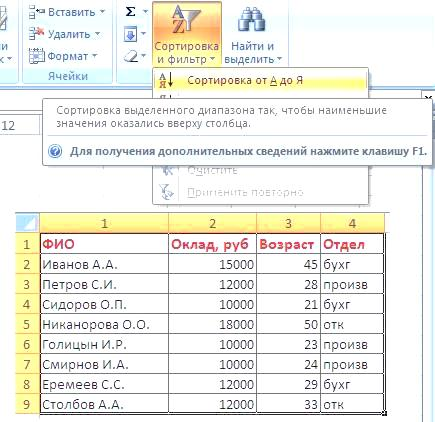 Вставить
Удалить
Формат
Ячейки
Σ
Сортировка
и фильтр
Найти и
выделить
Сортировка от А до Я
12
Сортировка выделенного диапазона так, чтобы наименьшие
значения оказались вверху столбца.
Для получения дополнительных сведений нажмите клавишу F1.
Очистить
Применить повторно
1 2 3 4
1 ФИО Оклад, руб Возраст Отдел
2 Иванов А.А. 15000 45 бухг
3 Петров С.И. 12000 28 произв
4 Сидоров О.П. 10000 21 бухг
5 Никанорова О.О. 18000 50 отк
6 Голицын И.Р. 10000 23 произв
7 Смирнов И.А. 10000 24 произв
8 Еремеев С.С. 12000 29 бухг
9 Столбов А.А. 12000 33 отк